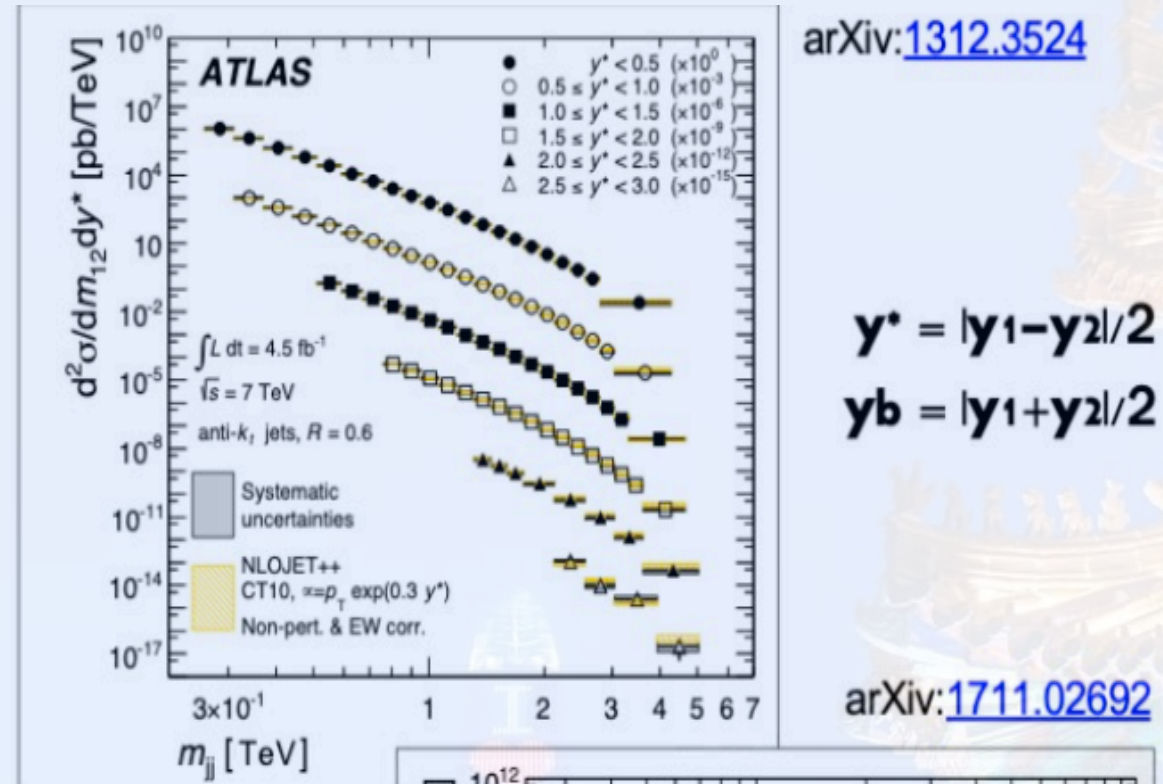 arXiv:1312.3524
ATLAS
y* < 0.5 (×10⁰)
0.5 ≤ y* < 1.0 (×10⁻³)
1.0 ≤ y* < 1.5 (×10⁻⁶)
1.5 ≤ y* < 2.0 (×10⁻⁹)
2.0 ≤ y* < 2.5 (×10⁻¹²)
2.5 ≤ y* < 3.0 (×10⁻¹⁵)
d²σ/dm₁₂dy* [pb/TeV]
10¹⁰
10⁷
10⁴
10
10⁻²
10⁻⁵
10⁻⁸
10⁻¹¹
10⁻¹⁴
10⁻¹⁷
∫L dt = 4.5 fb⁻¹
√s = 7 TeV
anti-kₜ jets, R = 0.6
Systematic
uncertainties
NLOJET++
CT10, ∝=p_T exp(0.3 y*)
Non-pert. & EW corr.
3×10⁻¹ 1 2 3 4 5 6 7
m_jj [TeV]
y* = |y1−y2|/2
yb = |y1+y2|/2
arXiv:1711.02692
10¹²